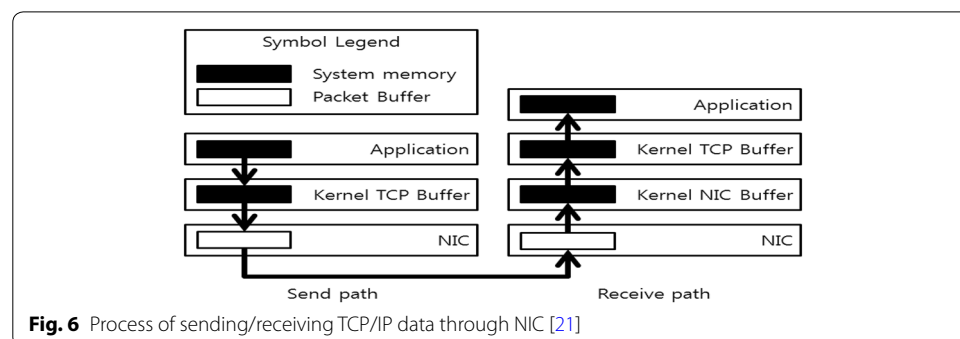 Symbol Legend
System memory
Packet Buffer
Application
Kernel TCP Buffer
NIC
Send path
Application
Kernel TCP Buffer
Kernel NIC Buffer
NIC
Receive path
Fig. 6 Process of sending/receiving TCP/IP data through NIC [21]